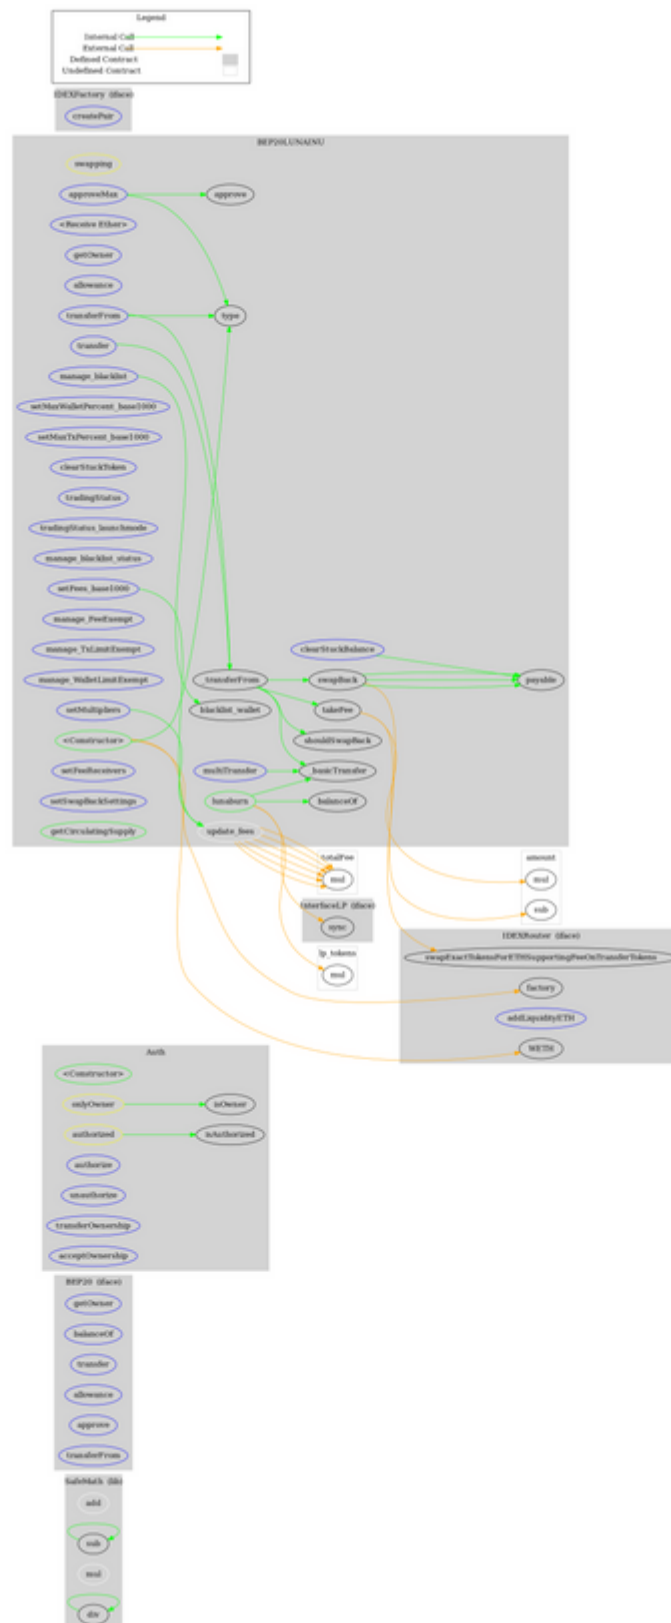 Legend
Internal Call
External Call
Defined Contract
Undefined Contract
IDEXFactory (iface)
createPair
BEP20LUNAINU
swapping
approveMax
approve
<Receive Ether>
getOwner
allowance
transferFrom
type
transfer
manage_blacklist
setMaxWalletPercent_base1000
setMaxTxPercent_base1000
clearStuckToken
tradingStatus
tradingStatus_launchmode
manage_blacklist_status
setFees_base1000
manage_FeeExempt
manage_TxLimitExempt
clearStuckBalance
manage_WalletLimitExempt
_transferFrom
swapBack
payable
setMultipliers
blacklist_wallet
takeFee
<Constructor>
shouldSwapBack
setFeeReceivers
multiTransfer
_basicTransfer
setSwapBackSettings
lunaburn
balanceOf
getCirculatingSupply
update_fees
totalFee
mul
amount
mul
sub
InterfaceLP (iface)
sync
lp_tokens
mul
IDEXRouter (iface)
swapExactTokensForETHSupportingFeeOnTransferTokens
factory
addLiquidityETH
WETH
Auth
<Constructor>
onlyOwner
isOwner
authorized
isAuthorized
authorize
unauthorize
transferOwnership
acceptOwnership
BEP20 (iface)
getOwner
balanceOf
transfer
allowance
approve
transferFrom
SafeMath (lib)
add
sub
mul
div